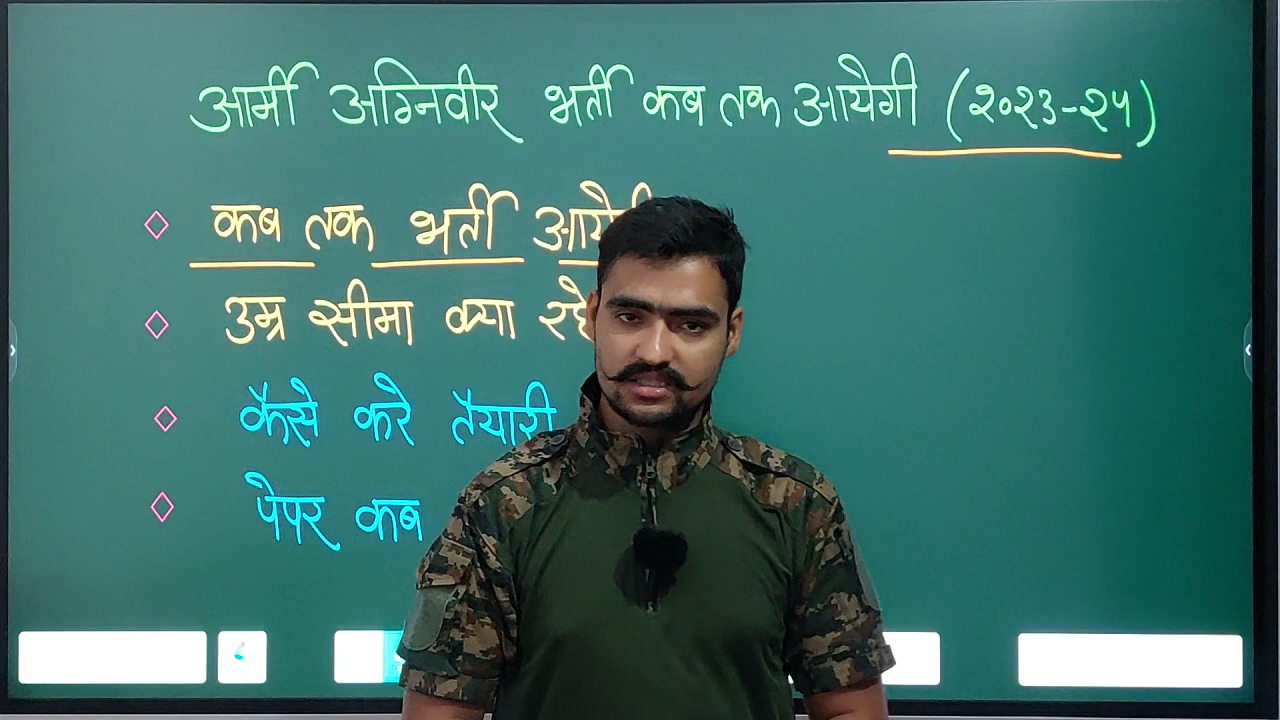 आर्मी अग्निवीर भर्ती कब तक आयेगी (२०२३-२५)
कब तक भर्ती
उम्र सीमा क्या
कैसे करे तैयारी
पेपर कब